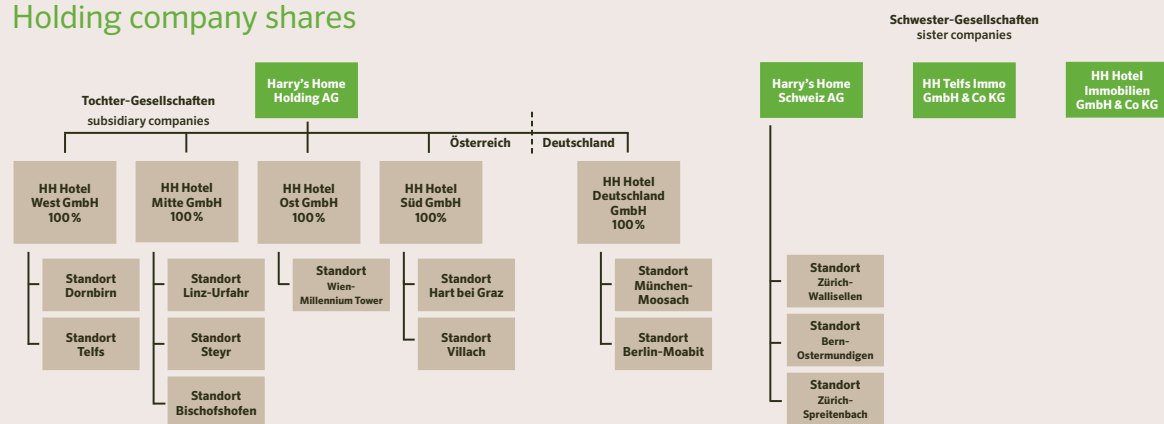 Holding company shares
Schwester-Gesellschaften
sister companies
Harry's Home
Holding AG
Harry's Home
Schweiz AG
HH Telfs Immo
GmbH & Co KG
HH Hotel
Immobilien
GmbH & Co KG
Tochter-Gesellschaften
subsidiary companies
Österreich
Deutschland
HH Hotel
West GmbH
100 %
HH Hotel
Mitte GmbH
100 %
HH Hotel
Ost GmbH
100 %
HH Hotel
Süd GmbH
100%
HH Hotel
Deutschland
GmbH
100 %
Standort
Dornbirn
Standort
Linz-Urfahr
Standort
Wien-
Millennium Tower
Standort
Hart bei Graz
Standort
München-
Moosach
Standort
Zürich-
Wallisellen
Standort
Telfs
Standort
Steyr
Standort
Villach
Standort
Berlin-Moabit
Standort
Bern-
Ostermundigen
Standort
Bischofshofen
Standort
Zürich-
Spreitenbach